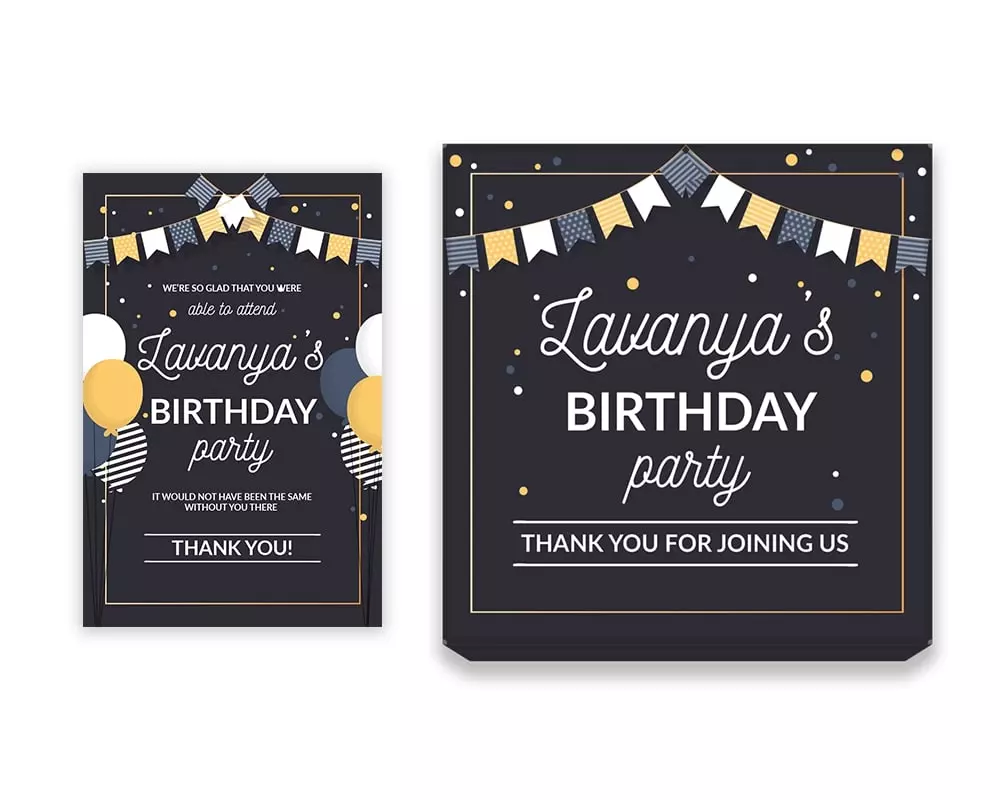 WE'RE SO GLAD THAT YOU WERE
able to attend
Lavanya's
BIRTHDAY
party
IT WOULD NOT HAVE BEEN THE SAME
WITHOUT YOU THERE
THANK YOU!
Lavanya's
BIRTHDAY
party
THANK YOU FOR JOINING US